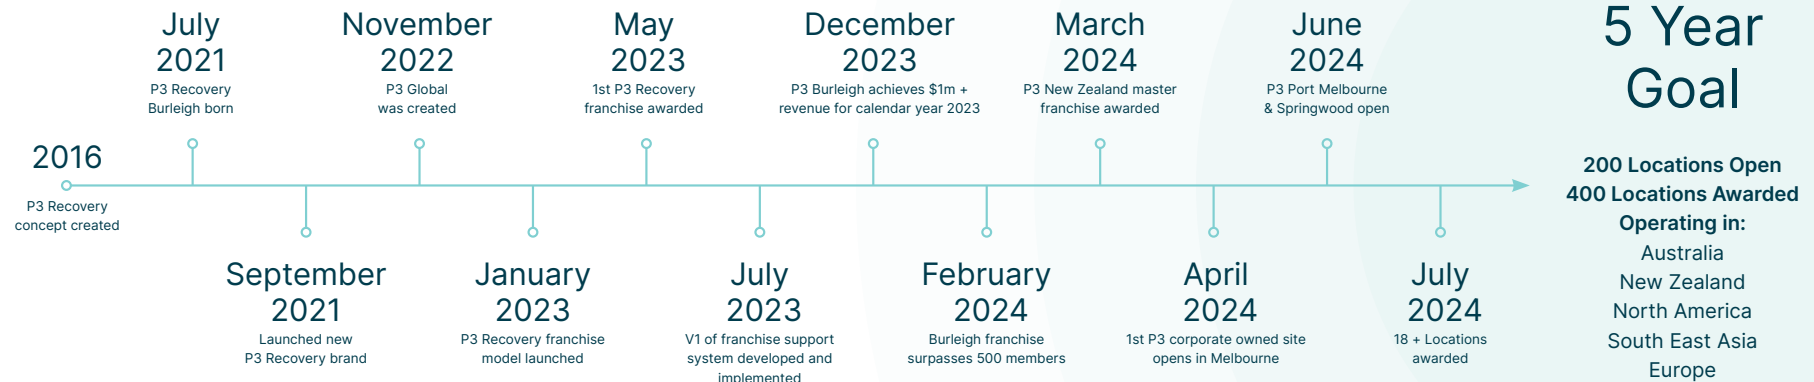 2016
P3 Recovery
concept created
July
2021
P3 Recovery
Burleigh born
September
2021
Launched new
P3 Recovery brand
November
2022
P3 Global
was created
January
2023
P3 Recovery franchise
model launched
May
2023
1st P3 Recovery
franchise awarded
July
2023
V1 of franchise support
system developed and
implemented
December
2023
P3 Burleigh achieves $1m +
revenue for calendar year 2023
February
2024
Burleigh franchise
surpasses 500 members
March
2024
P3 New Zealand master
franchise awarded
April
2024
1st P3 corporate owned site
opens in Melbourne
June
2024
P3 Port Melbourne
& Springwood open
July
2024
18 + Locations
awarded
5 Year
Goal
200 Locations Open
400 Locations Awarded
Operating in:
Australia
New Zealand
North America
South East Asia
Europe